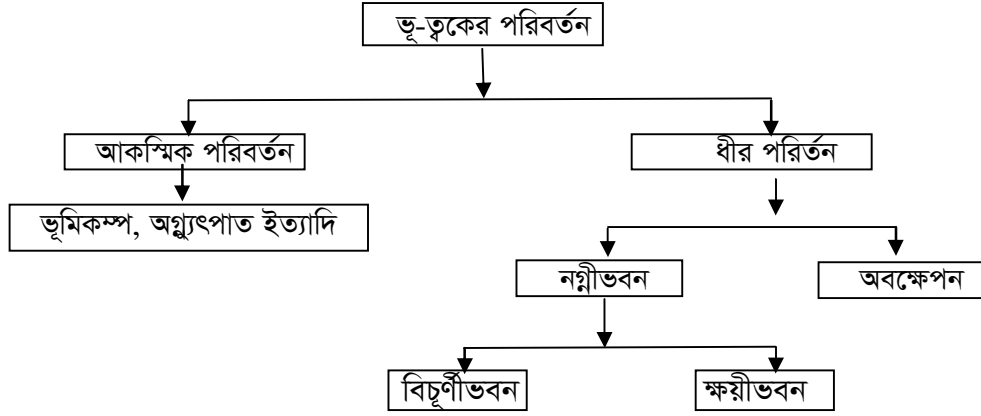 ভূ-ত্বকের পরিবর্তন
আকস্মিক পরিবর্তন
ধীর পরির্তন
ভূমিকম্প, অগ্ন্যুৎপাত ইত্যাদি
নগ্নীভবন
অবক্ষেপন
বিচূর্ণীভবন
ক্ষয়ীভবন